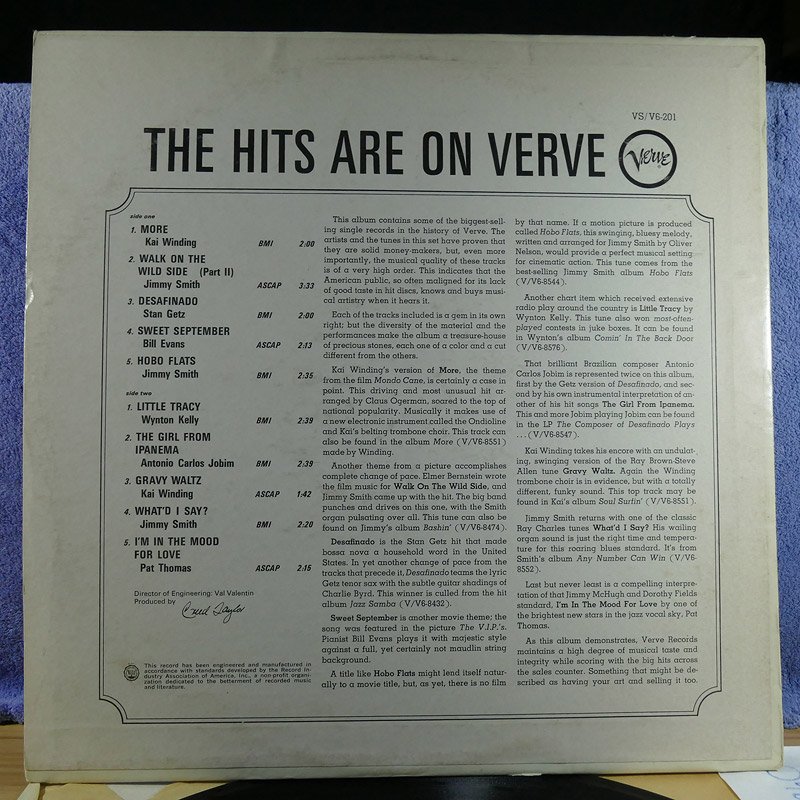 VS/V6-201
THE HITS ARE ON VERVE Verve
side one
1. MORE
Kai Winding BMI 2:00
2. WALK ON THE
WILD SIDE (Part II)
Jimmy Smith ASCAP 3:33
3. DESAFINADO
Stan Getz BMI 2:00
4. SWEET SEPTEMBER
Bill Evans ASCAP 2:13
5. HOBO FLATS
Jimmy Smith BMI 2:35
side two
1. LITTLE TRACY
Wynton Kelly BMI 2:39
2. THE GIRL FROM
IPANEMA
Antonio Carlos Jobim BMI 2:39
3. GRAVY WALTZ
Kai Winding ASCAP 1:42
4. WHAT'D I SAY?
Jimmy Smith BMI 2:20
5. I'M IN THE MOOD
FOR LOVE
Pat Thomas ASCAP 2:15
Director of Engineering: Val Valentin
Produced by Creed Taylor
This record has been engineered and manufactured in
accordance with standards developed by the Record In-
dustry Association of America, Inc., a non-profit organi-
zation dedicated to the betterment of recorded music
and literature.
This album contains some of the biggest-sell-
ing single records in the history of Verve. The
artists and the tunes in this set have proven that
they are solid money-makers, but, even more
importantly, the musical quality of these tracks
is of a very high order. This indicates that the
American public, so often maligned for its lack
of good taste in hit discs, knows and buys musi-
cal artistry when it hears it.
Each of the tracks included is a gem in its own
right; but the diversity of the material and the
performances make the album a treasure-house
of precious stones, each one of a color and a cut
different from the others.
Kai Winding's version of More, the theme
from the film Mondo Cane, is certainly a case in
point. This driving and most unusual hit ar-
ranged by Claus Ogerman, soared to the top of
national popularity. Musically it makes use of
a new electronic instrument called the Ondioline
and Kai's belting trombone choir. This track can
also be found in the album More (V/V6-8551)
made by Winding.
Another theme from a picture accomplishes
complete change of pace. Elmer Bernstein wrote
the film music for Walk On The Wild Side, and
Jimmy Smith came up with the hit. The big band
punches and drives on this one, with the Smith
organ pulsating over all. This tune can also be
found on Jimmy's album Bashin' (V/V6-8474).
Desafinado is the Stan Getz hit that made
bossa nova a household word in the United
States. In yet another change of pace from the
tracks that precede it, Desafinado teams the lyric
Getz tenor sax with the subtle guitar shadings of
Charlie Byrd. This winner is culled from the hit
album Jazz Samba (V/V6-8432).
Sweet September is another movie theme; the
song was featured in the picture The V.I.P.'s.
Pianist Bill Evans plays it with majestic style
against a full, yet certainly not maudlin string
background.
A title like Hobo Flats might lend itself natur-
ally to a movie title, but, as yet, there is no film
by that name. If a motion picture is produced
called Hobo Flats, this swinging, bluesy melody,
written and arranged for Jimmy Smith by Oliver
Nelson, would provide a perfect musical setting
for cinematic action. This tune comes from the
best-selling Jimmy Smith album Hobo Flats
(V/V6-8544).
Another chart item which received extensive
radio play around the country is Little Tracy by
Wynton Kelly. This tune also won most-often-
played contests in juke boxes. It can be found
in Wynton's album Comin' In The Back Door
(V/V6-8576).
That brilliant Brazilian composer Antonio
Carlos Jobim is represented twice on this album,
first by the Getz version of Desafinado, and sec-
ond by his own instrumental interpretation of an-
other of his hit songs The Girl From Ipanema.
This and more Jobim playing Jobim can be found
in the LP The Composer of Desafinado Plays
. . . (V/V6-8547).
Kai Winding takes his encore with an undulat-
ing, swinging version of the Ray Brown-Steve
Allen tune Gravy Waltz. Again the Winding
trombone choir is in evidence, but with a totally
different, funky sound. This top track may be
found in Kai's album Soul Surfin' (V/V6-8551).
Jimmy Smith returns with one of the classic
Ray Charles tunes What'd I Say? His wailing
organ sound is just the right time and tempera-
ture for this roaring blues standard. It's from
Smith's album Any Number Can Win (V/V6-
8552).
Last but never least is a compelling interpre-
tation of that Jimmy McHugh and Dorothy Fields
standard, I'm In The Mood For Love by one of
the brightest new stars in the jazz vocal sky, Pat
Thomas.
As this album demonstrates, Verve Records
maintains a high degree of musical taste and
integrity while scoring with the big hits across
the sales counter. Something that might be de-
scribed as having your art and selling it too.